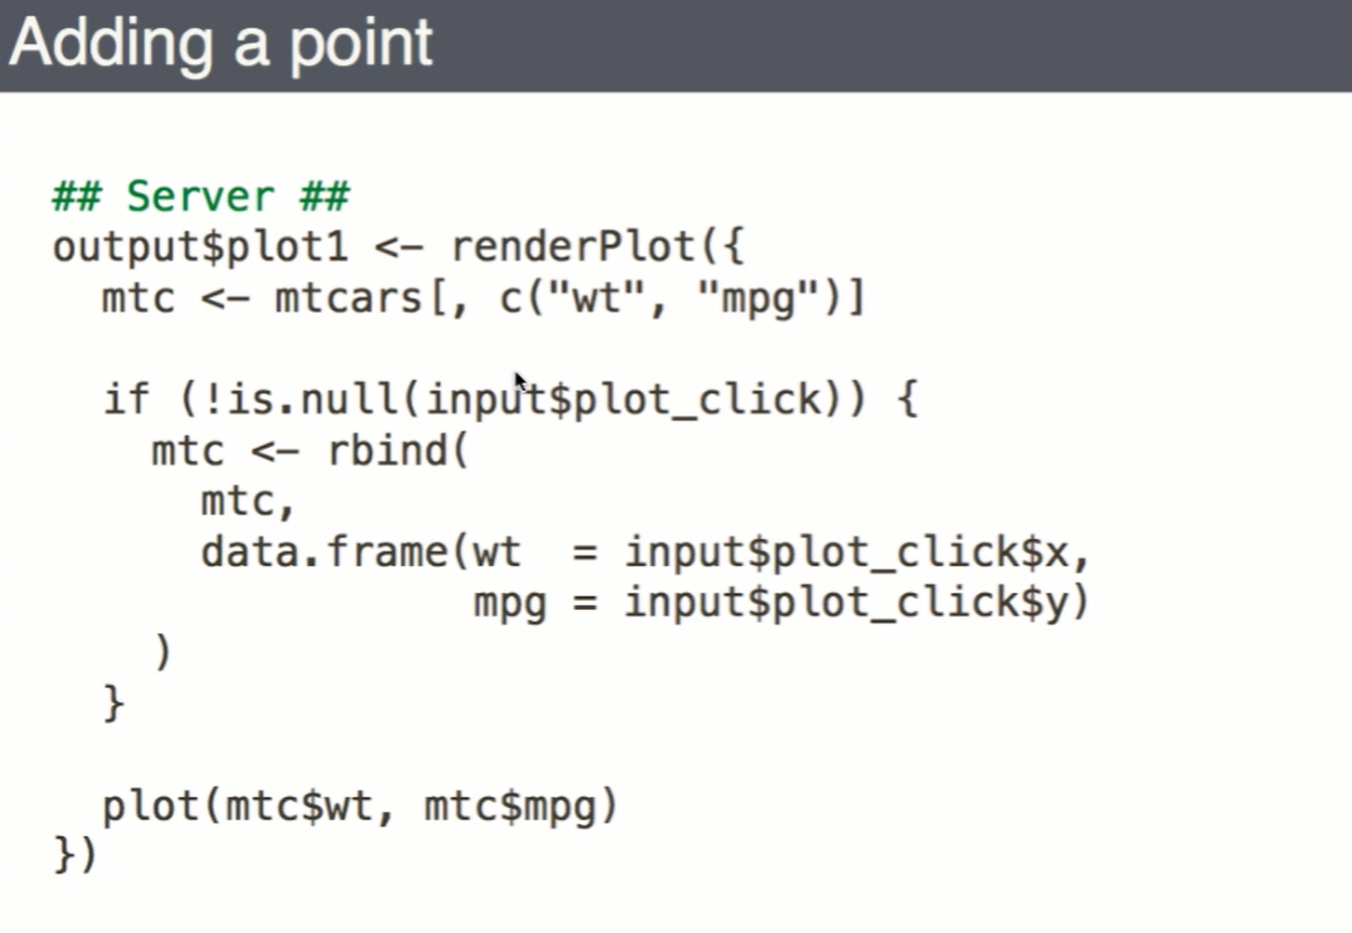 Adding a point
## Server ##
output$plot1 <- renderPlot({
  mtc <- mtcars[, c("wt", "mpg")]

  if (!is.null(input$plot_click)) {
    mtc <- rbind(
      mtc,
      data.frame(wt  = input$plot_click$x,
                 mpg = input$plot_click$y)
    )
  }

  plot(mtc$wt, mtc$mpg)
})